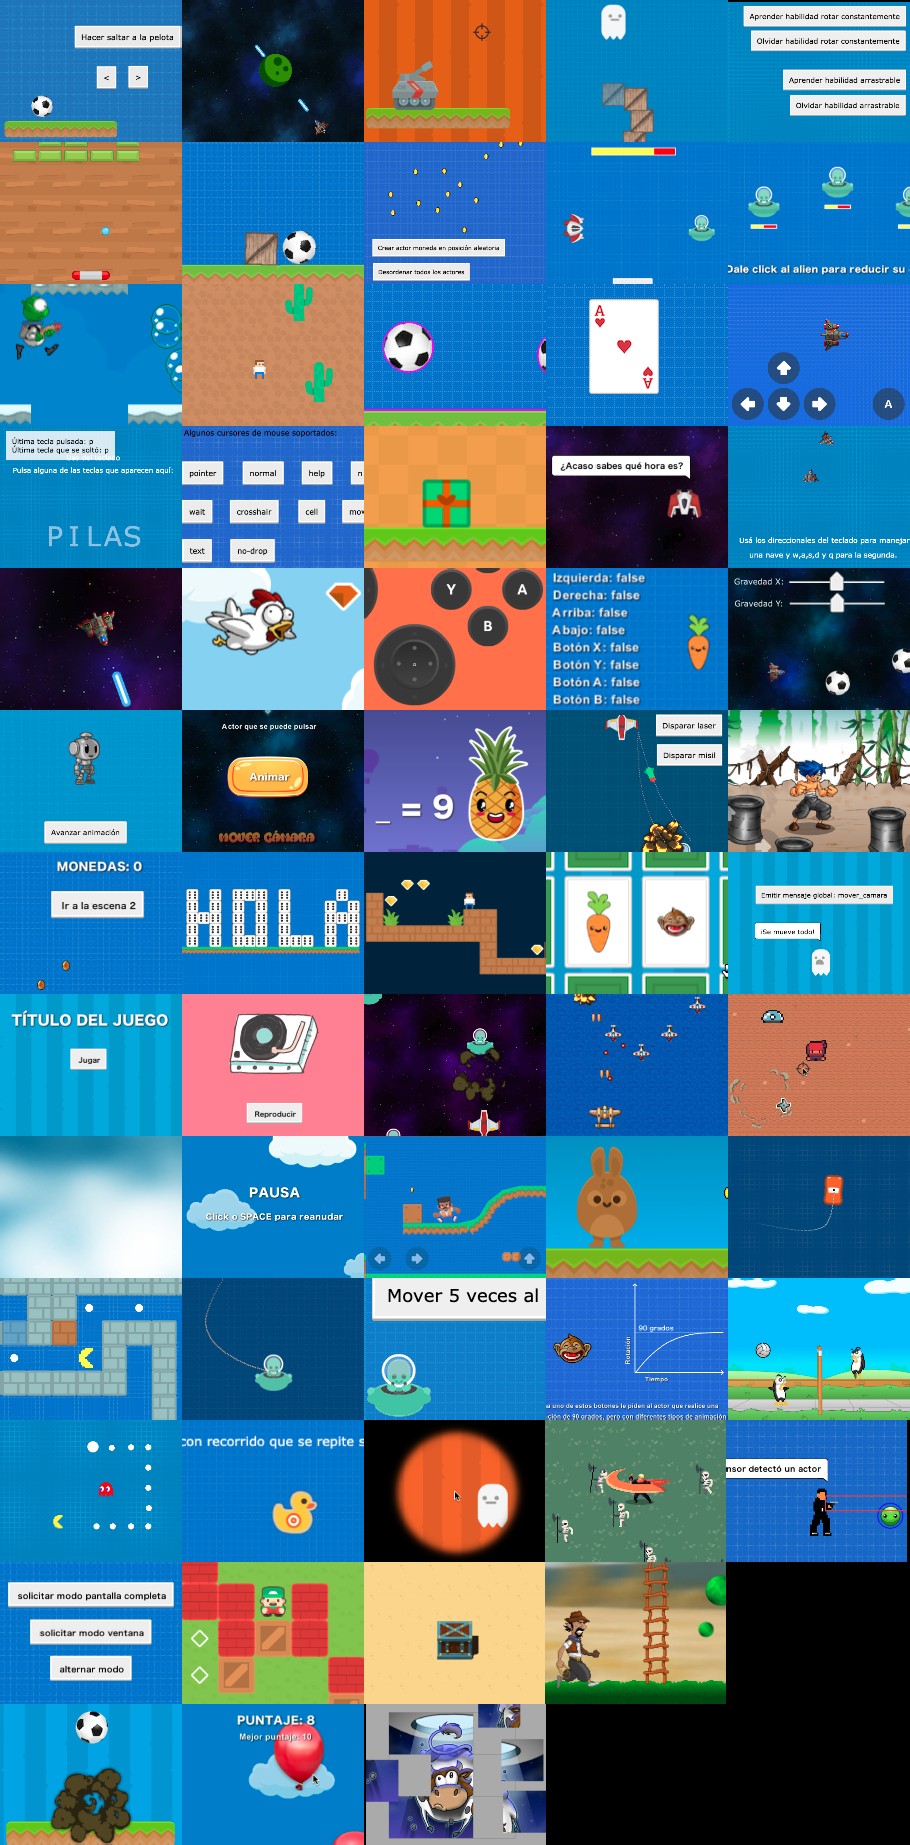 Hacer saltar a la pelota
<
>
Aprender habilidad rotar constantemente
Olvidar habilidad rotar constantemente
Aprender habilidad arrastrable
Olvidar habilidad arrastrable
Crear actor moneda en posición aleatoria
Desordenar todos los actores
Dale click al alien para reducir su
A
A
A
Última tecla pulsada: p
Última tecla que se soltó: p
Pulsa alguna de las teclas que aparecen aquí:
PILAS
Algunos cursores de mouse soportados:
pointer
normal
help
n
wait
crosshair
cell
mov
text
no-drop
¿Acaso sabes qué hora es?
Usá los direccionales del teclado para manejar
una nave y w,a,s,d y q para la segunda.
Y
A
B
Izquierda: false
Derecha: false
Arriba: false
Abajo: false
Botón X: false
Botón Y: false
Botón A: false
Botón B: false
Gravedad X:
Gravedad Y:
Avanzar animación
Actor que se puede pulsar
Animar
MOVER CÁMARA
_ = 9
Disparar laser
Disparar misil
MONEDAS: 0
Ir a la escena 2
HOLA
Emitir mensaje global: mover_camara
¡Se mueve todo!
TÍTULO DEL JUEGO
Jugar
Reproducir
PAUSA
Click o SPACE para reanudar
Mover 5 veces al
90 grados
Rotación
Tiempo
a uno de estos botones le piden al actor que realice una
ción de 90 grados, pero con diferentes tipos de animación
con recorrido que se repite s
nsor detectó un actor
solicitar modo pantalla completa
solicitar modo ventana
alternar modo
PUNTAJE: 8
Mejor puntaje: 10